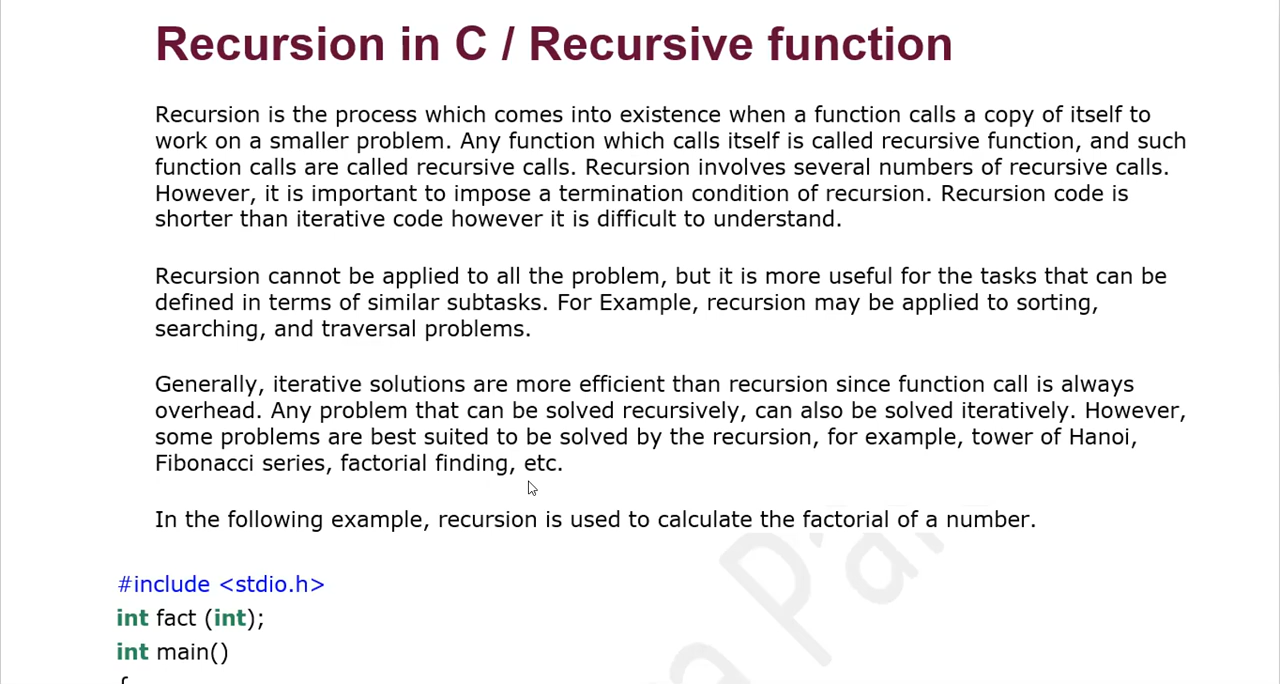 Recursion in C / Recursive function
Recursion is the process which comes into existence when a function calls a copy of itself to
work on a smaller problem. Any function which calls itself is called recursive function, and such
function calls are called recursive calls. Recursion involves several numbers of recursive calls.
However, it is important to impose a termination condition of recursion. Recursion code is
shorter than iterative code however it is difficult to understand.
Recursion cannot be applied to all the problem, but it is more useful for the tasks that can be
defined in terms of similar subtasks. For Example, recursion may be applied to sorting,
searching, and traversal problems.
Generally, iterative solutions are more efficient than recursion since function call is always
overhead. Any problem that can be solved recursively, can also be solved iteratively. However,
some problems are best suited to be solved by the recursion, for example, tower of Hanoi,
Fibonacci series, factorial finding, etc.
In the following example, recursion is used to calculate the factorial of a number.
#include <stdio.h>
int fact (int);
int main()
{